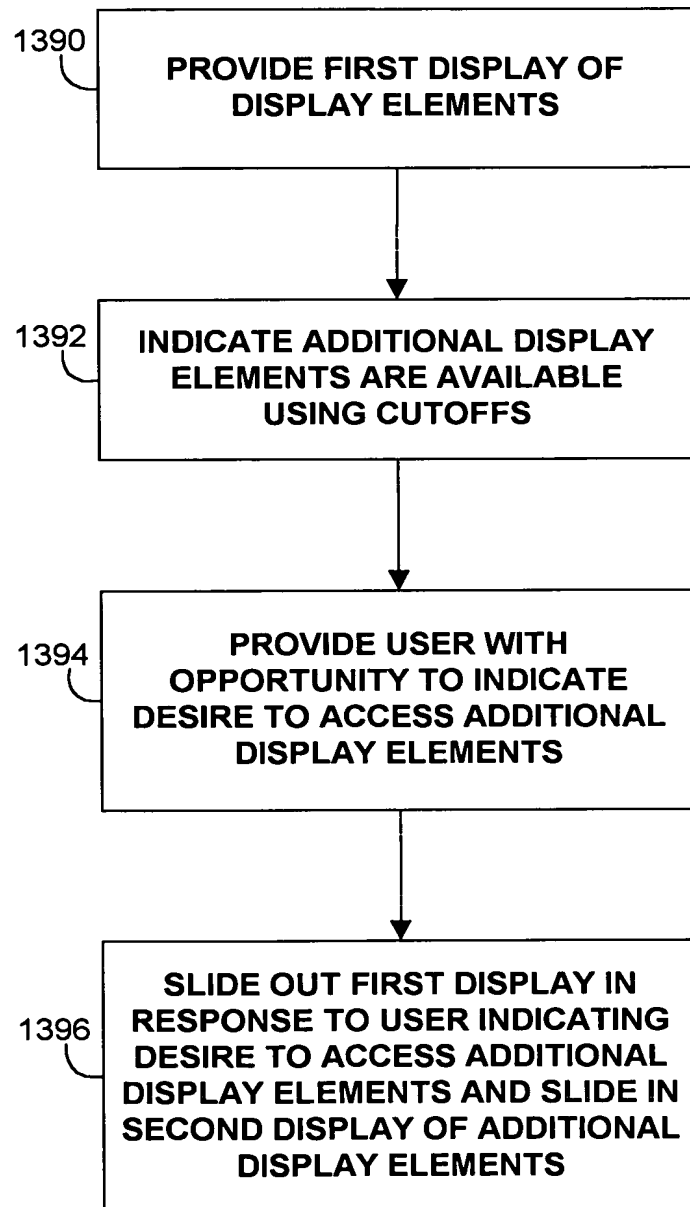 1390
PROVIDE FIRST DISPLAY OF
DISPLAY ELEMENTS
1392
INDICATE ADDITIONAL DISPLAY
ELEMENTS ARE AVAILABLE
USING CUTOFFS
1394
PROVIDE USER WITH
OPPORTUNITY TO INDICATE
DESIRE TO ACCESS ADDITIONAL
DISPLAY ELEMENTS
1396
SLIDE OUT FIRST DISPLAY IN
RESPONSE TO USER INDICATING
DESIRE TO ACCESS ADDITIONAL
DISPLAY ELEMENTS AND SLIDE IN
SECOND DISPLAY OF ADDITIONAL
DISPLAY ELEMENTS